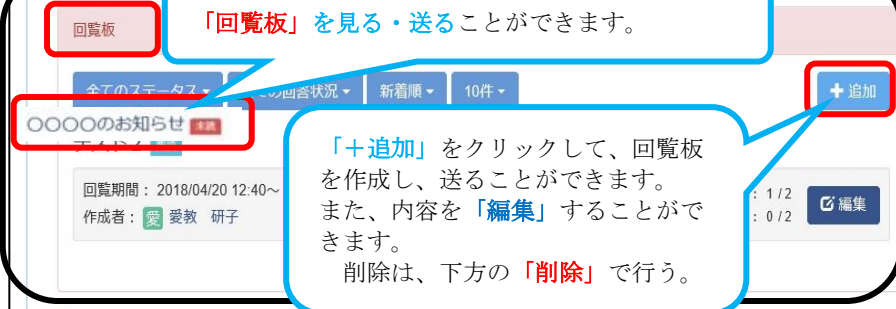 「回覧板」を見る・送ることができます。
回覧板
全てのステータス
の回答状況
新着順
10件
+追加
○○○○のお知らせ 未読
「＋追加」をクリックして、回覧板
を作成し、送ることができます。
また、内容を「編集」することがで
きます。
削除は、下方の「削除」で行う。
回覧期間： 2018/04/20 12:40～
: 1/2
作成者： 愛 愛教 研子
: 0/2
編集